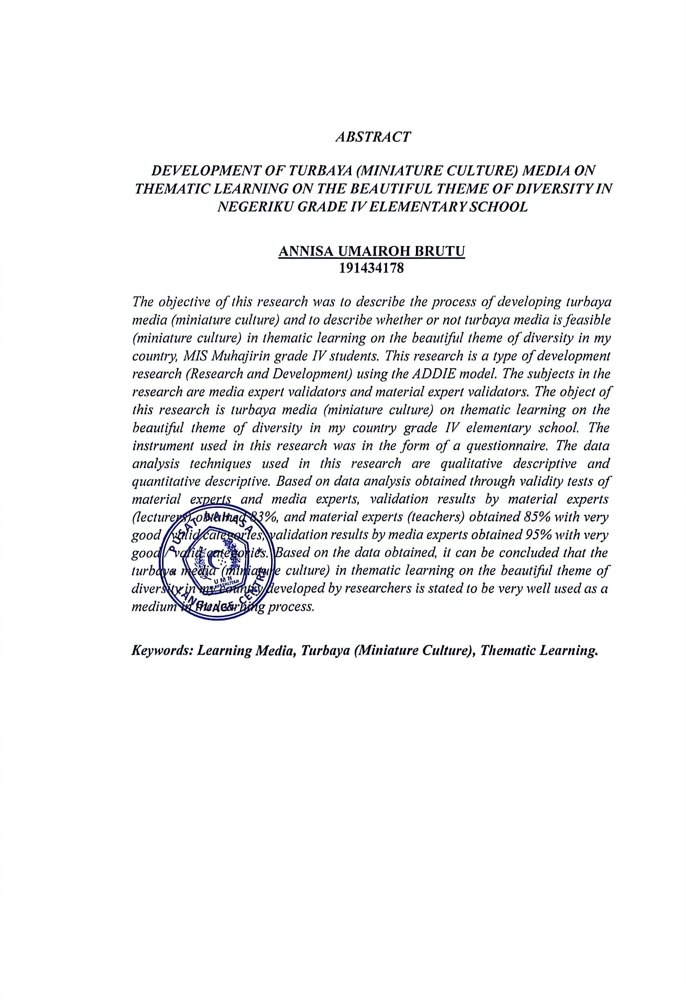 ABSTRACT
DEVELOPMENT OF TURBAYA (MINIATURE CULTURE) MEDIA ON
THEMATIC LEARNING ON THE BEAUTIFUL THEME OF DIVERSITY IN
NEGERIKU GRADE IV ELEMENTARY SCHOOL
ANNISA UMAIROH BRUTU
191434178
The objective of this research was to describe the process of developing turbaya
media (miniature culture) and to describe whether or not turbaya media is feasible
(miniature culture) in thematic learning on the beautiful theme of diversity in my
country, MIS Muhajirin grade IV students. This research is a type of development
research (Research and Development) using the ADDIE model. The subjects in the
research are media expert validators and material expert validators. The object of
this research is turbaya media (miniature culture) on thematic learning on the
beautiful theme of diversity in my country grade IV elementary school. The
instrument used in this research was in the form of a questionnaire. The data
analysis techniques used in this research are qualitative descriptive and
quantitative descriptive. Based on data analysis obtained through validity tests of
material experts and media experts, validation results by material experts
(lecturers) obtained 83%, and material experts (teachers) obtained 85% with very
good / valid categories, validation results by media experts obtained 95% with very
good / valid categories. Based on the data obtained, it can be concluded that the
turbaya media (miniature culture) in thematic learning on the beautiful theme of
diversity in my country developed by researchers is stated to be very well used as a
medium in the learning process.
PUSAT BAHASA
UMN
ALWASHLIYAH
LANGUAGE CENTRE
Keywords: Learning Media, Turbaya (Miniature Culture), Thematic Learning.